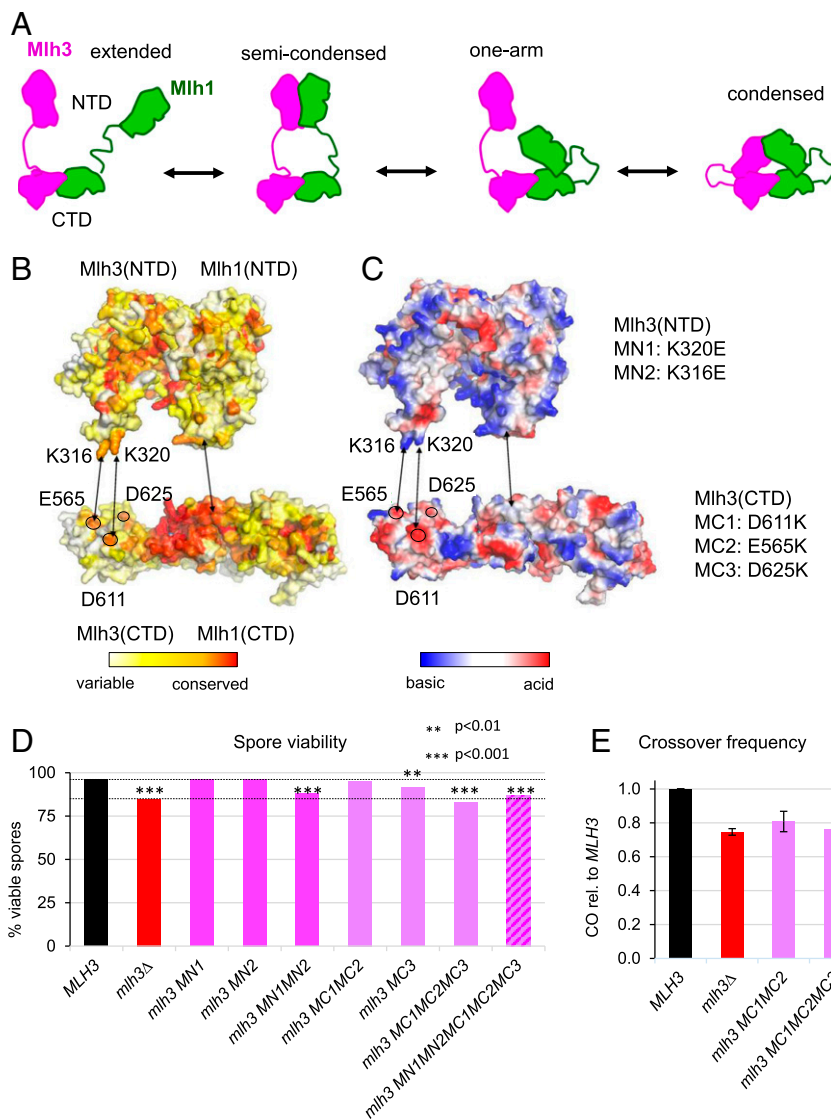 A
Mlh3
extended
semi-condensed
one-arm
condensed
NTD
Mlh1
CTD
B
Mlh3(NTD) Mlh1(NTD)
K316
K320
E565
D625
D611
Mlh3(CTD) Mlh1(CTD)
variable conserved
C
K316
K320
E565
D625
D611
basic acid
Mlh3(NTD)
MN1: K320E
MN2: K316E
Mlh3(CTD)
MC1: D611K
MC2: E565K
MC3: D625K
D
Spore viability
** p<0.01
*** p<0.001
% viable spores
100
75
50
25
0
***
***
**
***
***
MLH3
mlh3Δ
mlh3 MN1
mlh3 MN2
mlh3 MN1MN2
mlh3 MC1MC2
mlh3 MC3
mlh3 MC1MC2MC3
mlh3 MN1MN2MC1MC2MC3
E
Crossover frequency
CO rel. to MLH3
1.0
0.8
0.6
0.4
0.2
0.0
MLH3
mlh3Δ
mlh3 MC1MC2